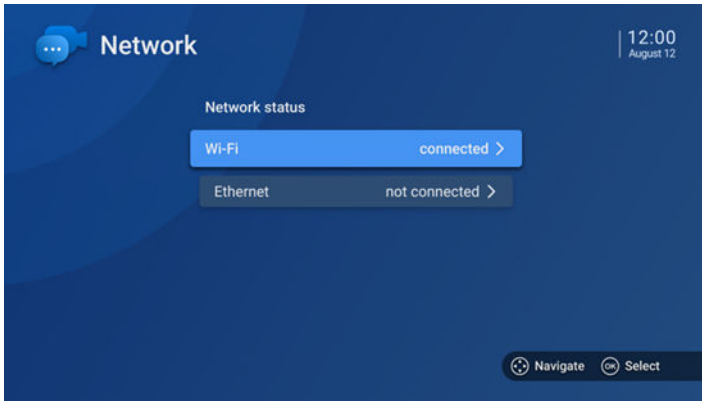 Network
12:00
August 12
Network status
Wi-Fi connected
Ethernet not connected
Navigate OK Select